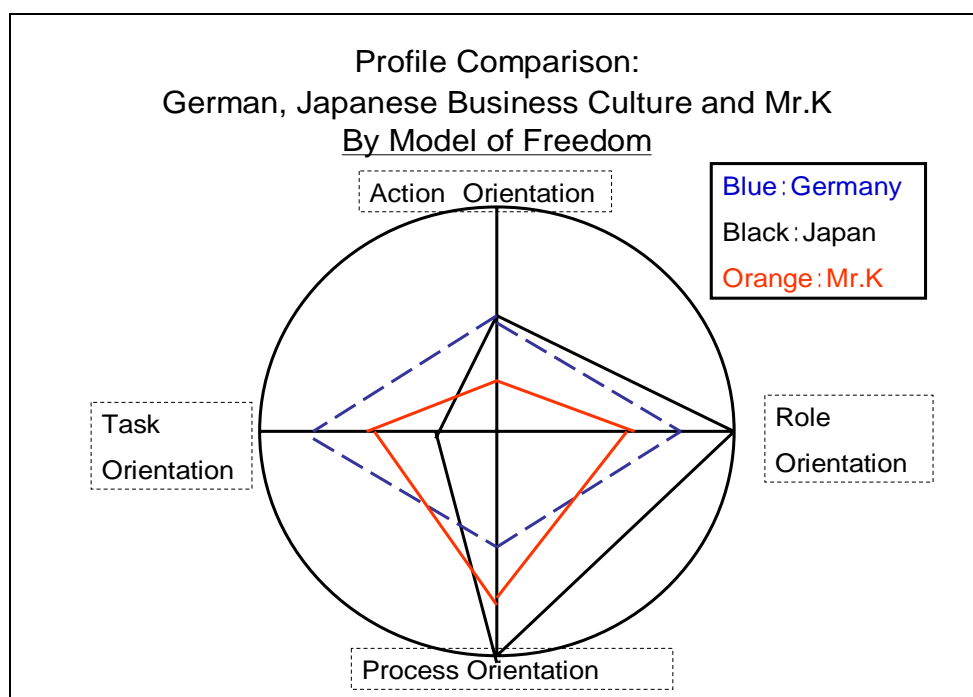 Profile Comparison:
German, Japanese Business Culture and Mr.K
By Model of Freedom
Action Orientation
Blue:Germany
Black:Japan
Orange:Mr.K
Task
Orientation
Role
Orientation
Process Orientation